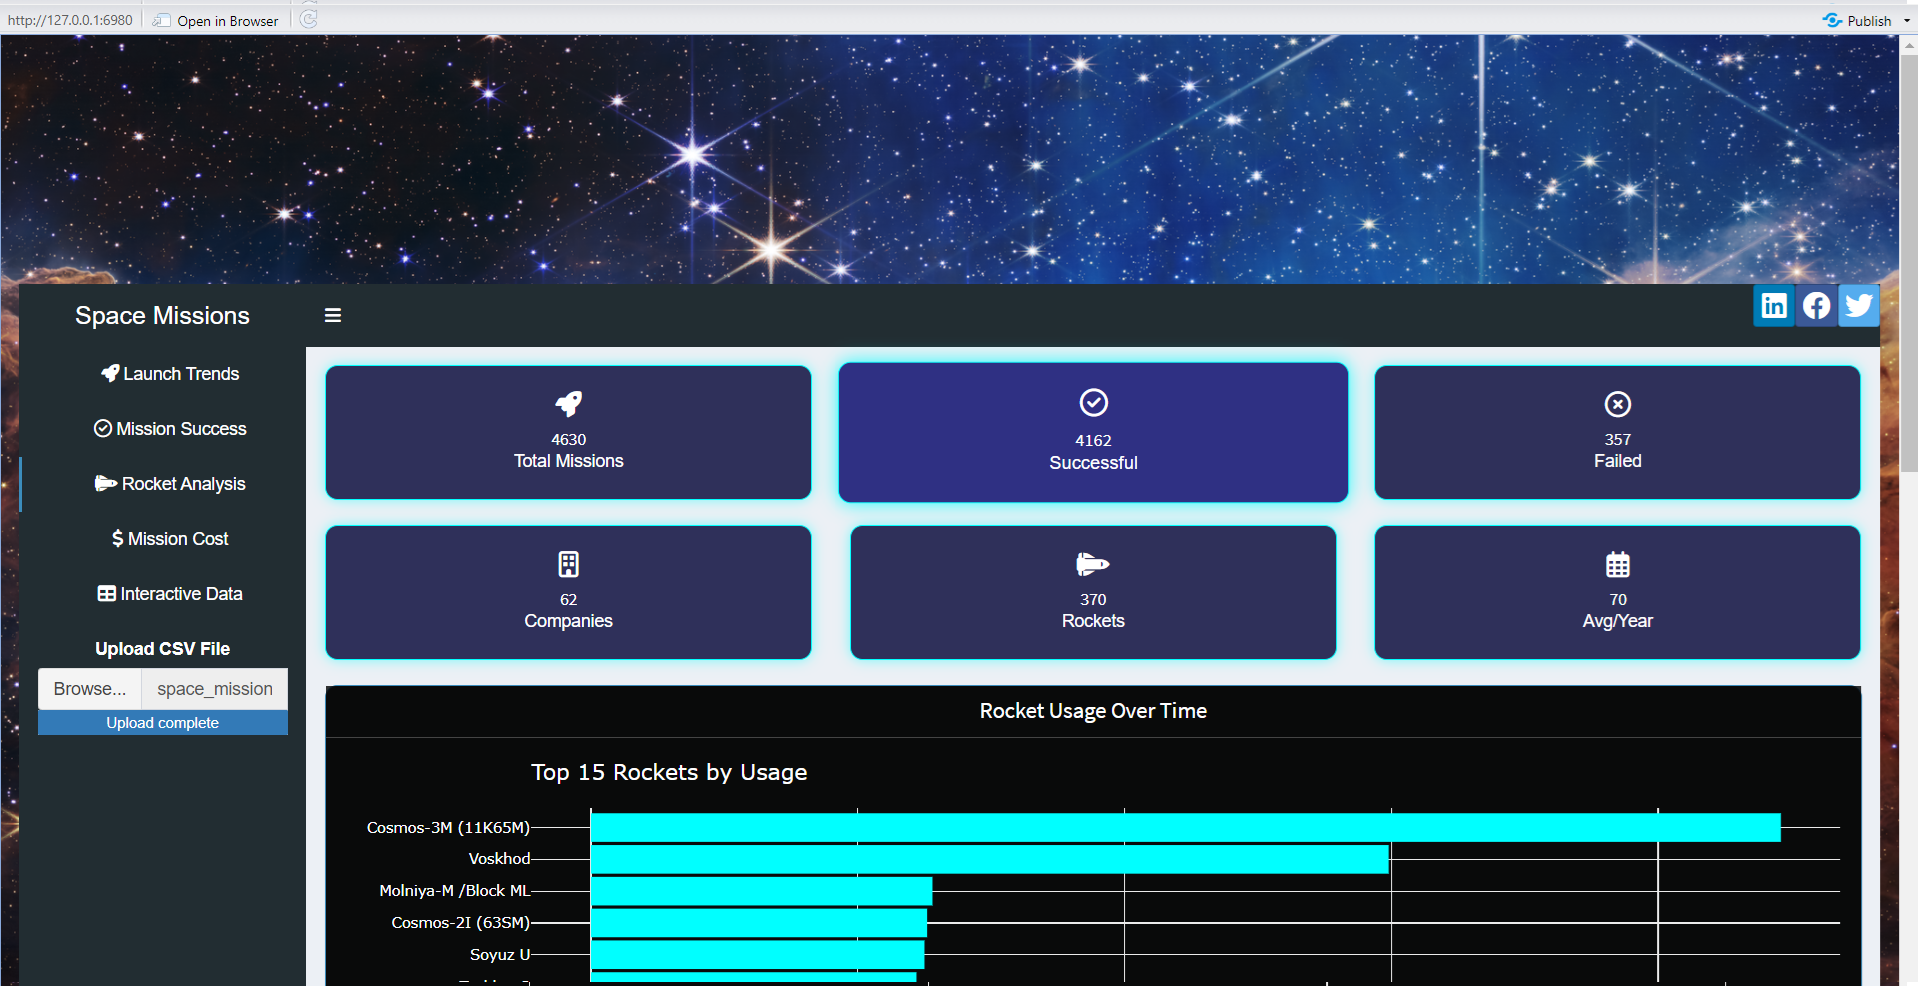 http://127.0.0.1:6980
Open in Browser
Publish
Space Missions
Launch Trends
Mission Success
Rocket Analysis
Mission Cost
Interactive Data
Upload CSV File
Browse...
space_mission
Upload complete
4630
Total Missions
4162
Successful
357
Failed
62
Companies
370
Rockets
70
Avg/Year
Rocket Usage Over Time
Top 15 Rockets by Usage
Cosmos-3M (11K65M)
Voskhod
Molniya-M /Block ML
Cosmos-2I (63SM)
Soyuz U